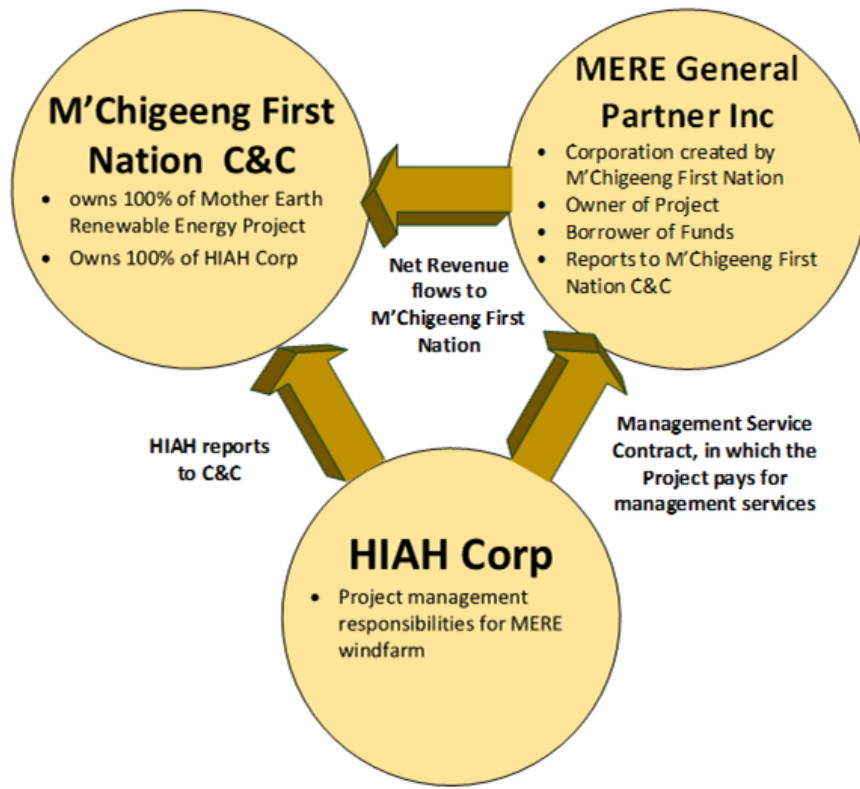 M'Chigeeng First
Nation C&C
• owns 100% of Mother Earth
Renewable Energy Project
• Owns 100% of HIAH Corp
MERE General
Partner Inc
• Corporation created by
M'Chigeeng First Nation
• Owner of Project
• Borrower of Funds
• Reports to M'Chigeeng First
Nation C&C
Net Revenue
flows to
M'Chigeeng First
Nation
HIAH reports
to C&C
Management Service
Contract, in which the
Project pays for
management services
HIAH Corp
• Project management
responsibilities for MERE
windfarm